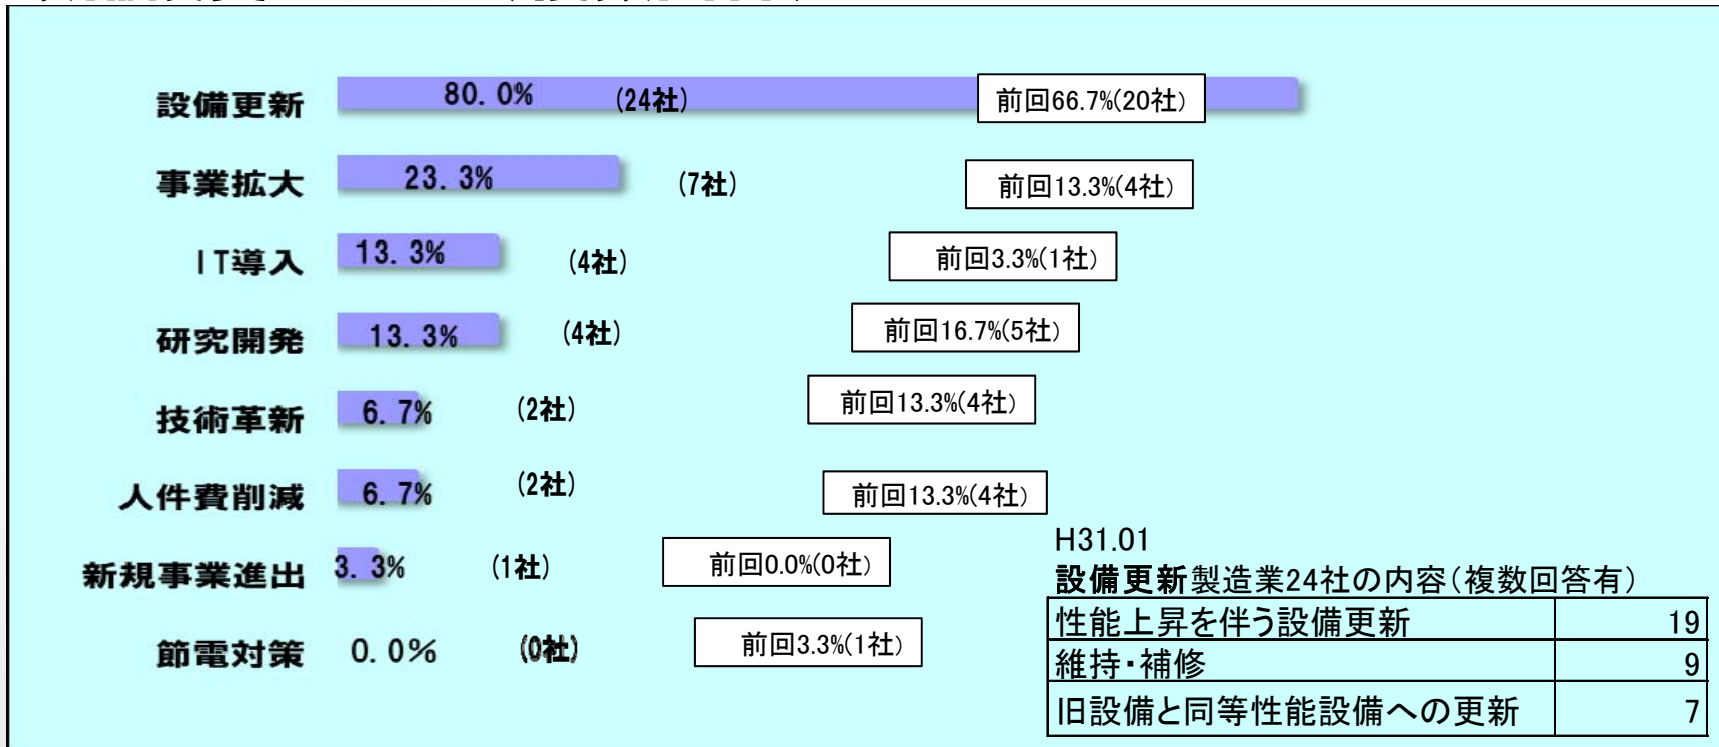 設備更新 80.0% (24社) 前回66.7%(20社)
事業拡大 23.3% (7社) 前回13.3%(4社)
IT導入 13.3% (4社) 前回3.3%(1社)
研究開発 13.3% (4社) 前回16.7%(5社)
技術革新 6.7% (2社) 前回13.3%(4社)
人件費削減 6.7% (2社) 前回13.3%(4社)
新規事業進出 3.3% (1社) 前回0.0%(0社)
節電対策 0.0% (0社) 前回3.3%(1社)
H31.01
設備更新製造業24社の内容(複数回答有)
性能上昇を伴う設備更新 19
維持・補修 9
旧設備と同等性能設備への更新 7